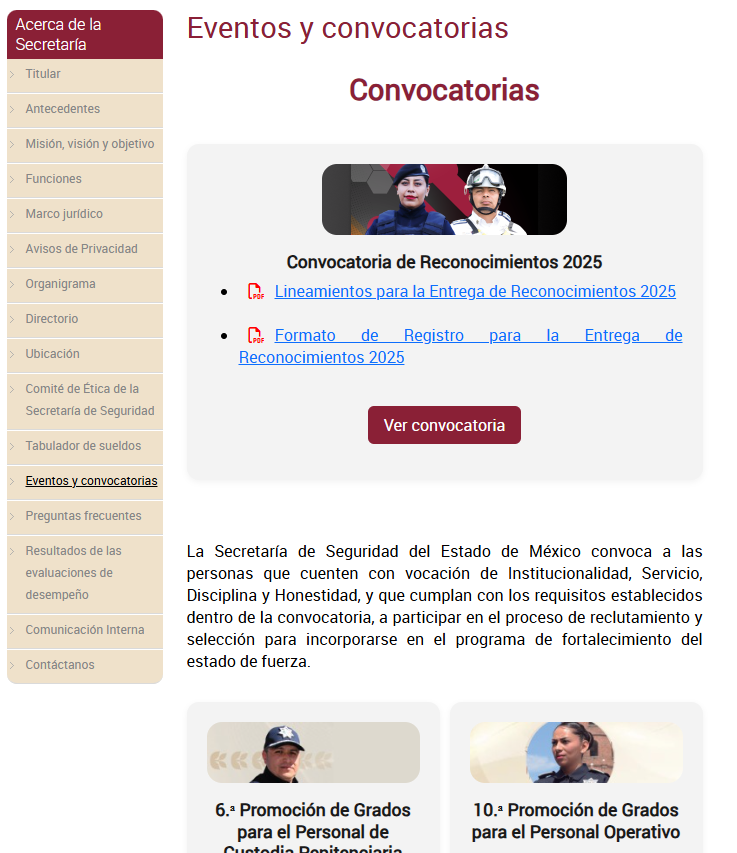 Acerca de la
Secretaría
Titular
Antecedentes
Misión, visión y objetivo
Funciones
Marco jurídico
Avisos de Privacidad
Organigrama
Directorio
Ubicación
Comité de Ética de la
Secretaría de Seguridad
Tabulador de sueldos
Eventos y convocatorias
Preguntas frecuentes
Resultados de las
evaluaciones de
desempeño
Comunicación Interna
Contáctanos
Eventos y convocatorias
Convocatorias
Convocatoria de Reconocimientos 2025
PDF Lineamientos para la Entrega de Reconocimientos 2025
PDF Formato de Registro para la Entrega de
Reconocimientos 2025
Ver convocatoria
La Secretaría de Seguridad del Estado de México convoca a las
personas que cuenten con vocación de Institucionalidad, Servicio,
Disciplina y Honestidad, y que cumplan con los requisitos establecidos
dentro de la convocatoria, a participar en el proceso de reclutamiento y
selección para incorporarse en el programa de fortalecimiento del
estado de fuerza.
6.ª Promoción de Grados
para el Personal de
Custodia Penitenciaria
10.ª Promoción de Grados
para el Personal Operativo